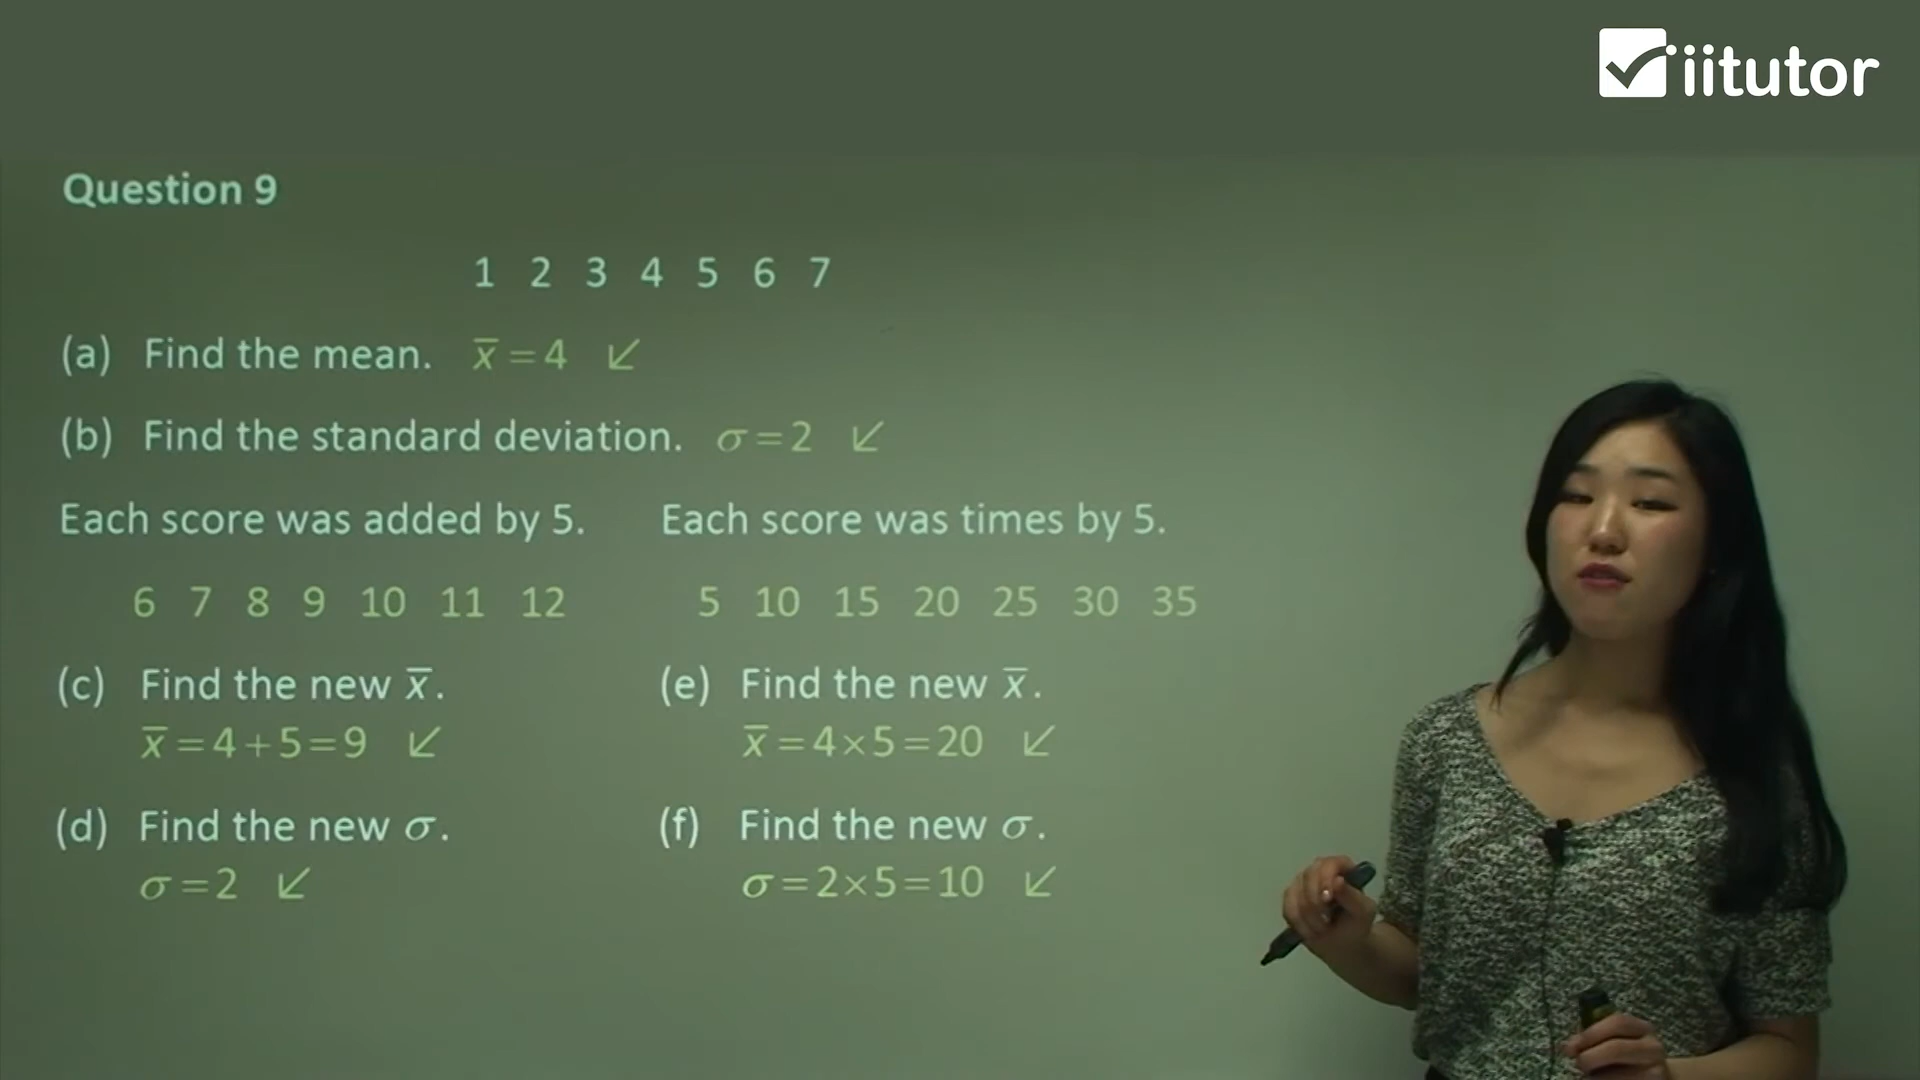 iitutor
Question 9
1 2 3 4 5 6 7
(a) Find the mean. x̅ = 4 ↙
(b) Find the standard deviation. σ = 2 ↙
Each score was added by 5.
6 7 8 9 10 11 12
(c) Find the new x̅.
x̅ = 4 + 5 = 9 ↙
(d) Find the new σ.
σ = 2 ↙
Each score was times by 5.
5 10 15 20 25 30 35
(e) Find the new x̅.
x̅ = 4 × 5 = 20 ↙
(f) Find the new σ.
σ = 2 × 5 = 10 ↙